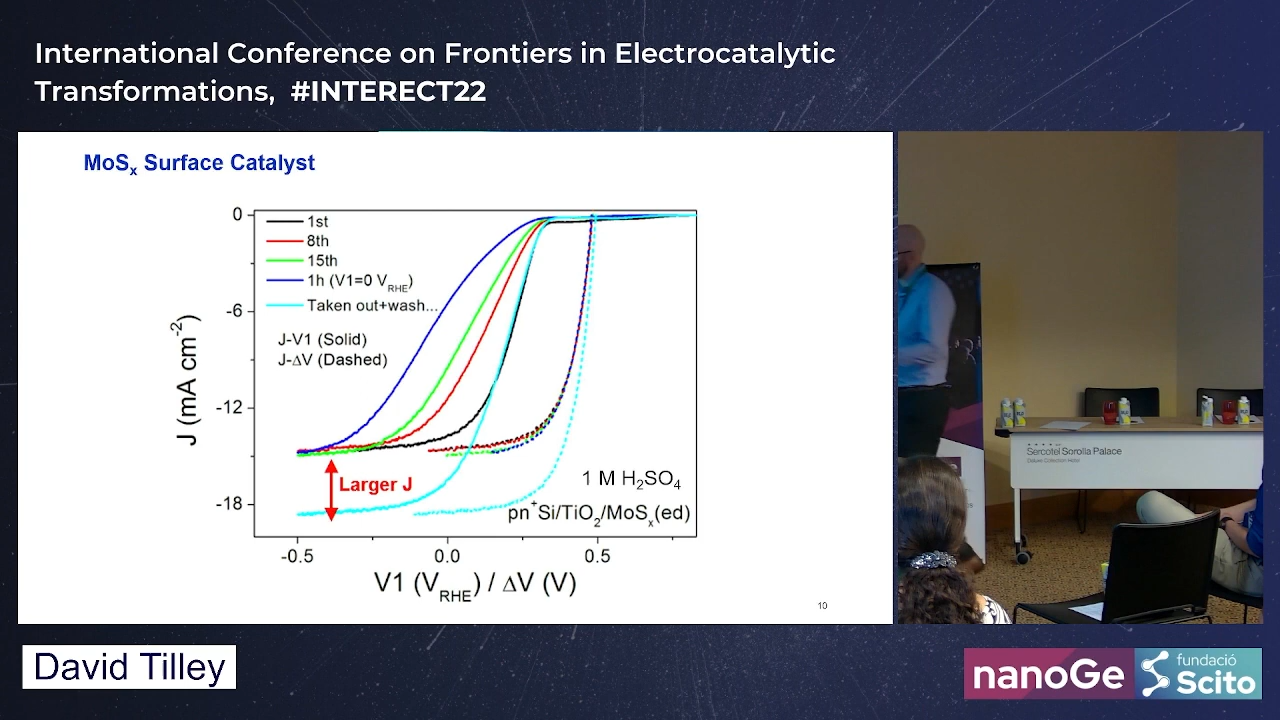 International Conference on Frontiers in Electrocatalytic
Transformations, #INTERECT22
MoSx Surface Catalyst
0
-6
-12
-18
J (mA cm-2)
1st
8th
15th
1h (V1=0 VRHE)
Taken out+wash...
J-V1 (Solid)
J-ΔV (Dashed)
Larger J
1 M H2SO4
pn+Si/TiO2/MoSx(ed)
-0.5
0.0
0.5
V1 (VRHE) / ΔV (V)
10
Sercotel Sorolla Palace
David Tilley
nanoGe
fundació
Scito